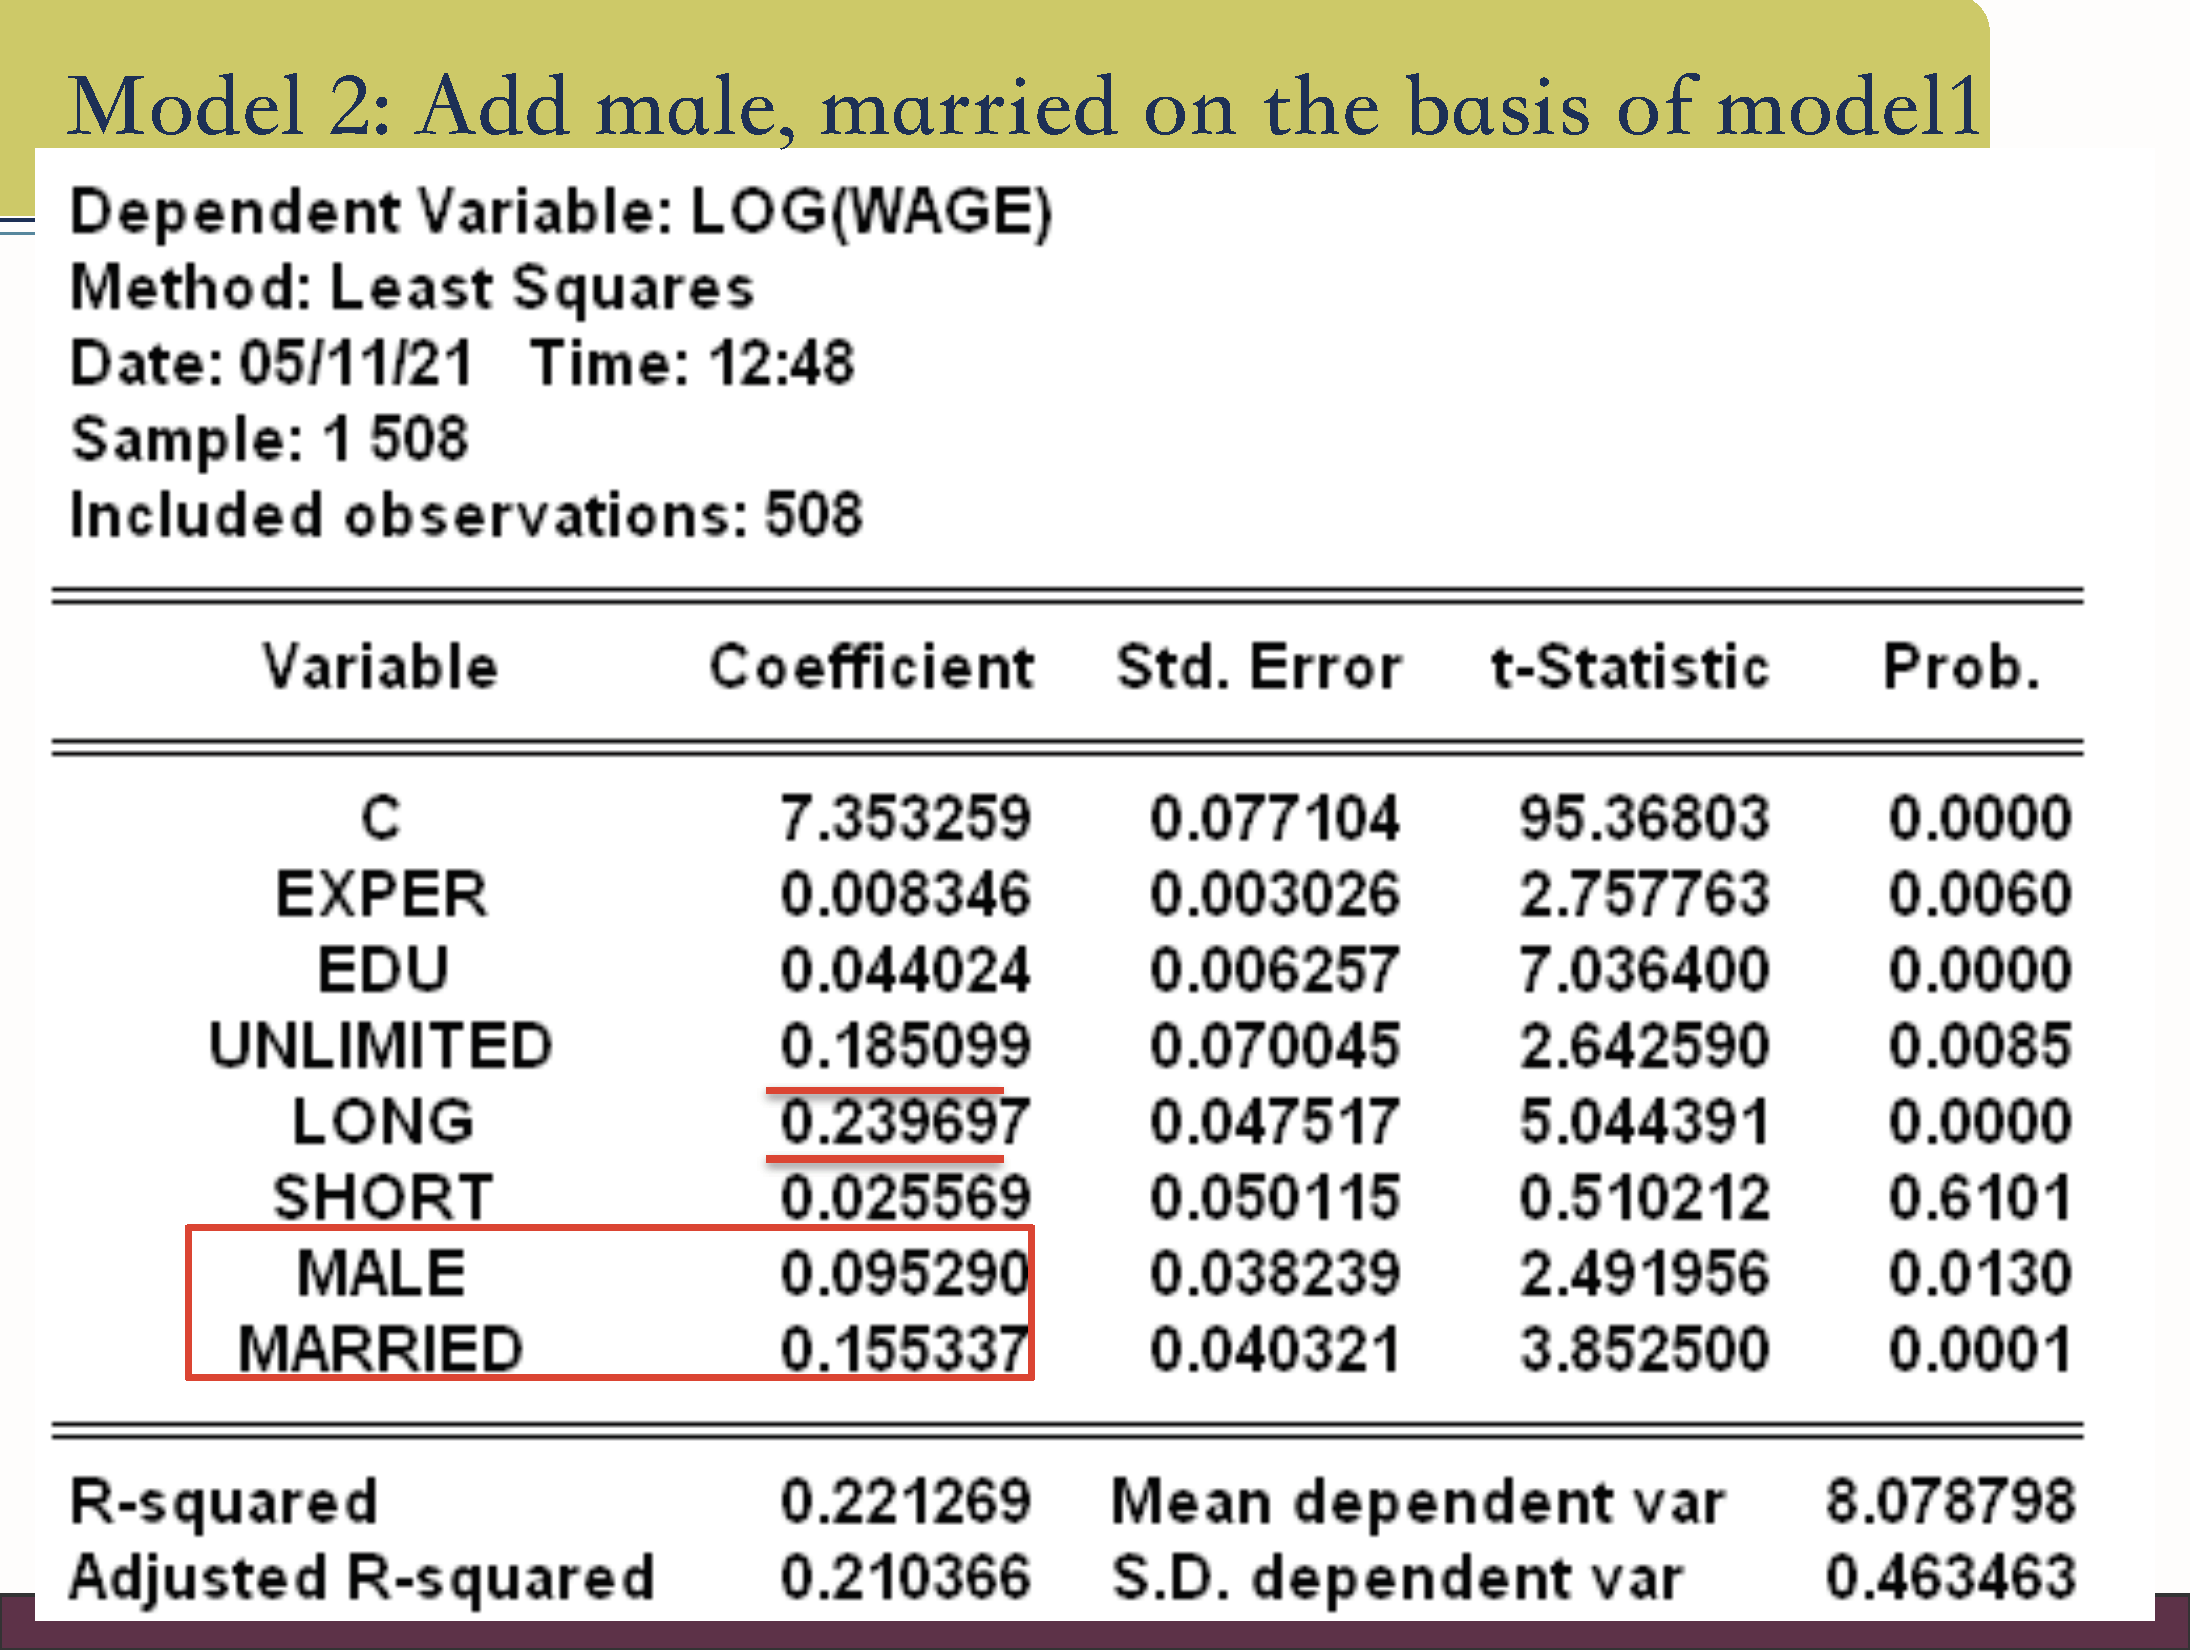 Model 2: Add male, married on the basis of model1
Dependent Variable: LOG(WAGE)
Method: Least Squares
Date: 05/11/21 Time: 12:48
Sample: 1 508
Included observations: 508
Variable Coefficient Std. Error t-Statistic Prob.
C 7.353259 0.077104 95.36803 0.0000
EXPER 0.008346 0.003026 2.757763 0.0060
EDU 0.044024 0.006257 7.036400 0.0000
UNLIMITED 0.185099 0.070045 2.642590 0.0085
LONG 0.239697 0.047517 5.044391 0.0000
SHORT 0.025569 0.050115 0.510212 0.6101
MALE 0.095290 0.038239 2.491956 0.0130
MARRIED 0.155337 0.040321 3.852500 0.0001
R-squared 0.221269 Mean dependent var 8.078798
Adjusted R-squared 0.210366 S.D. dependent var 0.463463